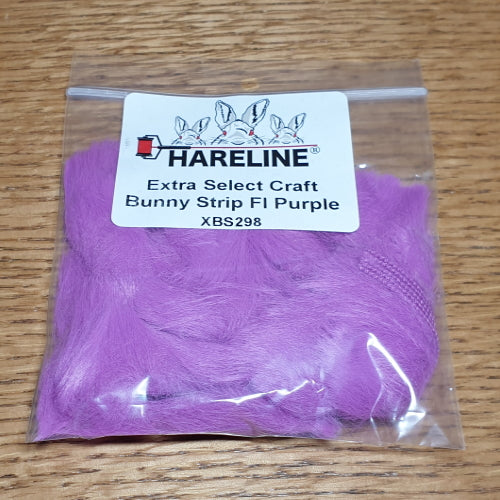 HARELINE®
Extra Select Craft
Bunny Strip Fl Purple
XBS298